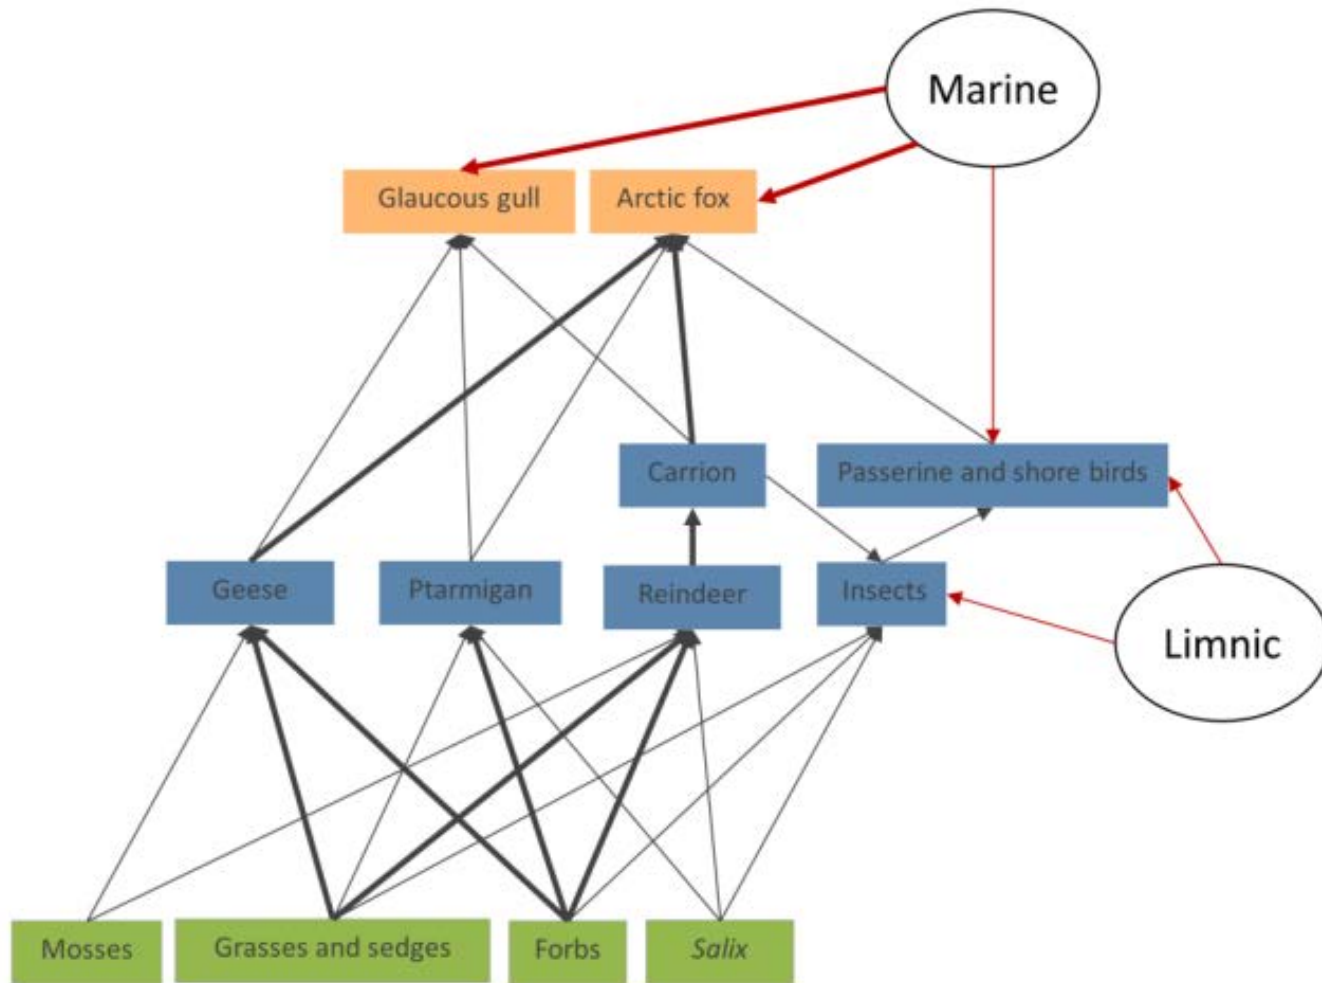 Marine
Glaucous gull
Arctic fox
Carrion
Passerine and shore birds
Geese
Ptarmigan
Reindeer
Insects
Limnic
Mosses
Grasses and sedges
Forbs
Salix